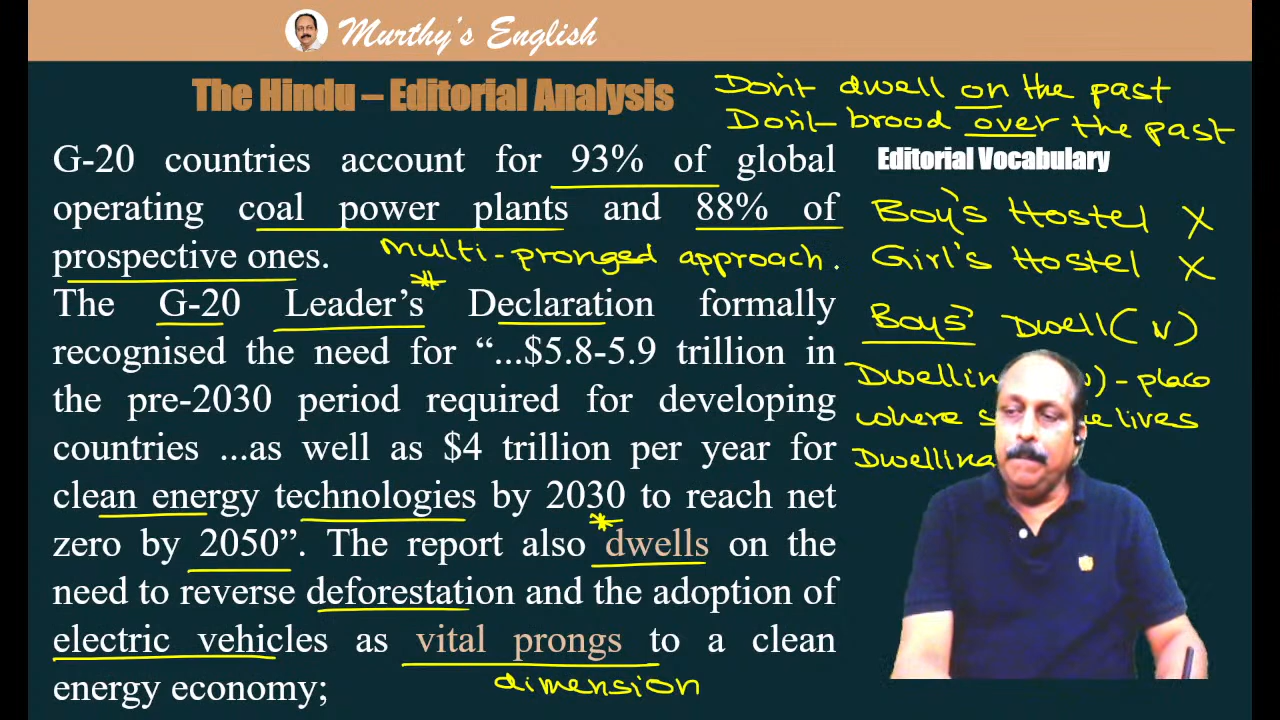 Murthy's English
The Hindu – Editorial Analysis
Don't dwell on the past
Don't brood over the past
G-20 countries account for 93% of global
operating coal power plants and 88% of
prospective ones.
Multi-pronged approach.
The G-20 Leader's Declaration formally
recognised the need for “...$5.8-5.9 trillion in
the pre-2030 period required for developing
countries ...as well as $4 trillion per year for
clean energy technologies by 2030 to reach net
zero by 2050”. The report also dwells on the
need to reverse deforestation and the adoption of
electric vehicles as vital prongs to a clean
energy economy;
dimension
Editorial Vocabulary
Boy's Hostel X
Girl's Hostel X
Boys' Dwell (v)
– place
where lives